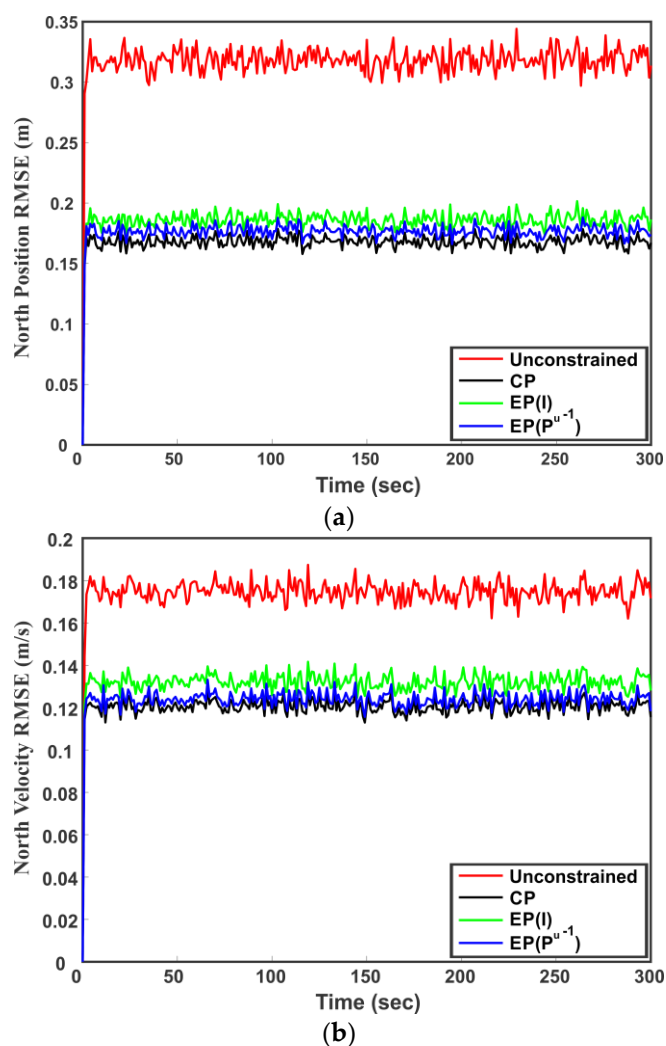 0.35
0.3
0.25
0.2
0.15
0.1
0.05
0
North Position RMSE (m)
Unconstrained
CP
EP(I)
EP(Pᵘ⁻¹)
0 50 100 150 200 250 300
Time (sec)
(a)
0.2
0.18
0.16
0.14
0.12
0.1
0.08
0.06
0.04
0.02
0
North Velocity RMSE (m/s)
Unconstrained
CP
EP(I)
EP(Pᵘ⁻¹)
0 50 100 150 200 250 300
Time (sec)
(b)